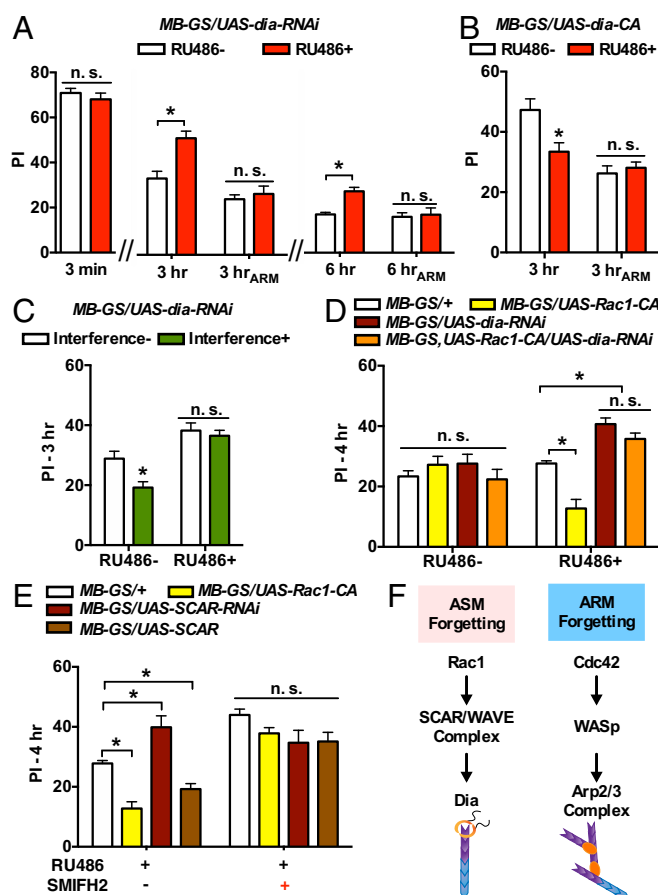 A
MB-GS/UAS-dia-RNAi
RU486- RU486+
80
60
40
20
0
PI
n. s.
*
n. s.
*
n. s.
3 min
3 hr
3 hrARM
6 hr
6 hrARM
B
MB-GS/UAS-dia-CA
RU486- RU486+
60
40
20
0
PI
*
n. s.
3 hr
3 hrARM
C
MB-GS/UAS-dia-RNAi
Interference- Interference+
60
40
20
0
PI - 3 hr
*
n. s.
RU486-
RU486+
D
MB-GS/+ MB-GS/UAS-Rac1-CA
MB-GS/UAS-dia-RNAi
MB-GS,UAS-Rac1-CA/UAS-dia-RNAi
60
40
20
0
PI - 4 hr
n. s.
*
*
n. s.
RU486-
RU486+
E
MB-GS/+ MB-GS/UAS-Rac1-CA
MB-GS/UAS-SCAR-RNAi
MB-GS/UAS-SCAR
60
40
20
0
PI - 4 hr
*
*
*
n. s.
RU486 + +
SMIFH2 - +
F
ASM
Forgetting
Rac1
SCAR/WAVE
Complex
Dia
ARM
Forgetting
Cdc42
WASp
Arp2/3
Complex